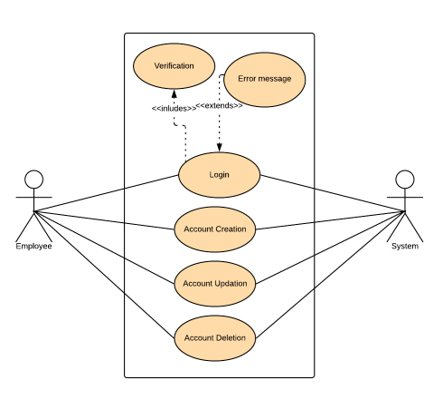 Verification
Error message
<<inludes>>
<<extends>>
Login
Account Creation
Employee
System
Account Updation
Account Deletion